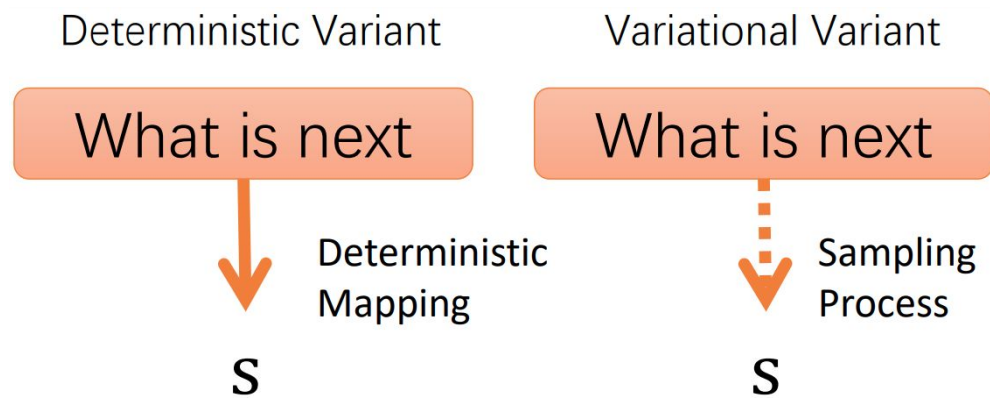 Deterministic Variant
What is next
Deterministic
Mapping
s
Variational Variant
What is next
Sampling
Process
s